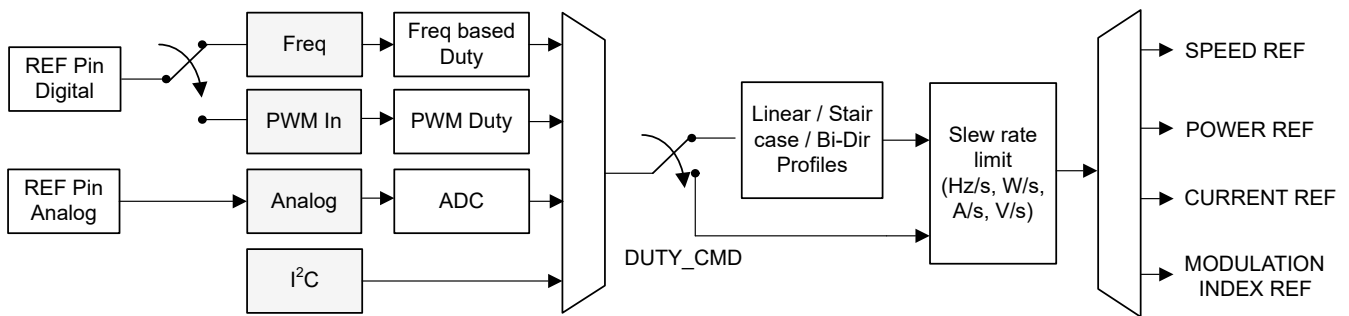 REF Pin
Digital
Freq
Freq based
Duty
PWM In
PWM Duty
REF Pin
Analog
Analog
ADC
I²C
DUTY_CMD
Linear / Stair
case / Bi-Dir
Profiles
Slew rate
limit
(Hz/s, W/s,
A/s, V/s)
SPEED REF
POWER REF
CURRENT REF
MODULATION
INDEX REF